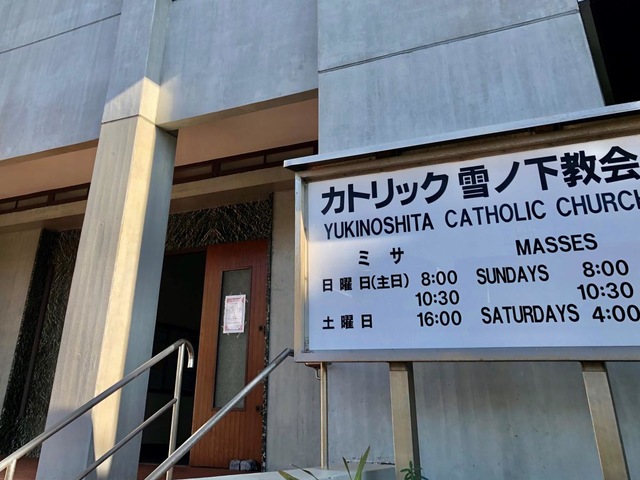 カトリック 雪ノ下教会
YUKINOSHITA CATHOLIC CHURCH
ミサ MASSES
日曜日(主日) 8:00 SUNDAYS 8:00
10:30 10:30
土曜日 16:00 SATURDAYS 4:00